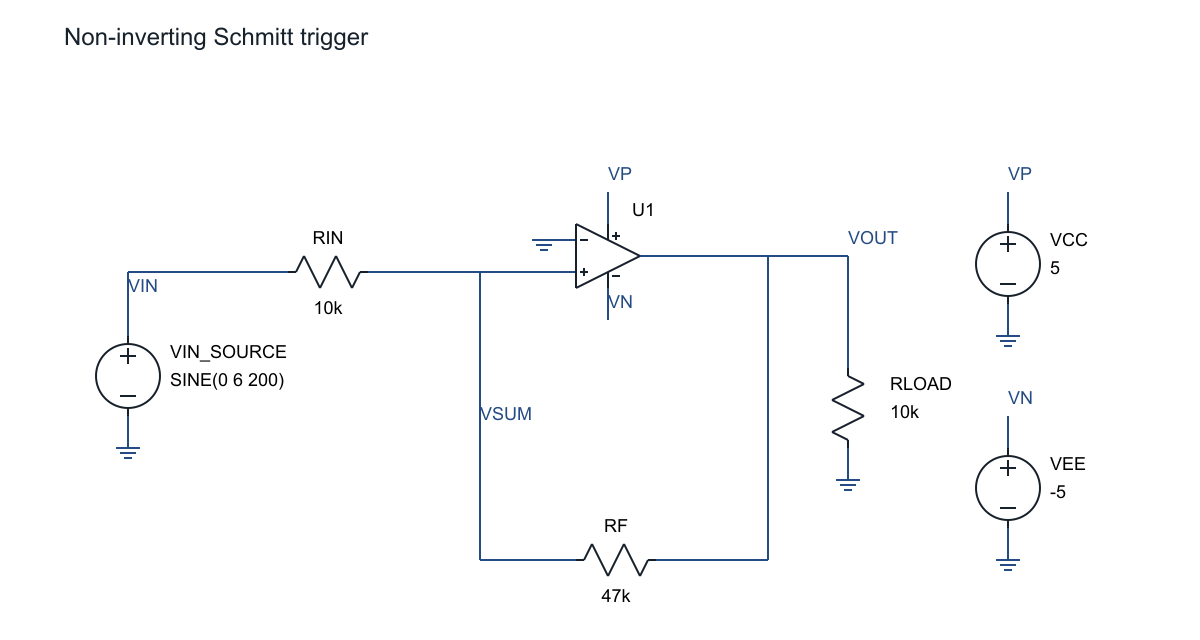 Non-inverting Schmitt trigger
VP
VP
U1
RIN
VOUT
VCC
5
VIN
10k
VN
VIN_SOURCE
SINE(0 6 200)
RLOAD
10k
VN
VSUM
VEE
-5
RF
47k